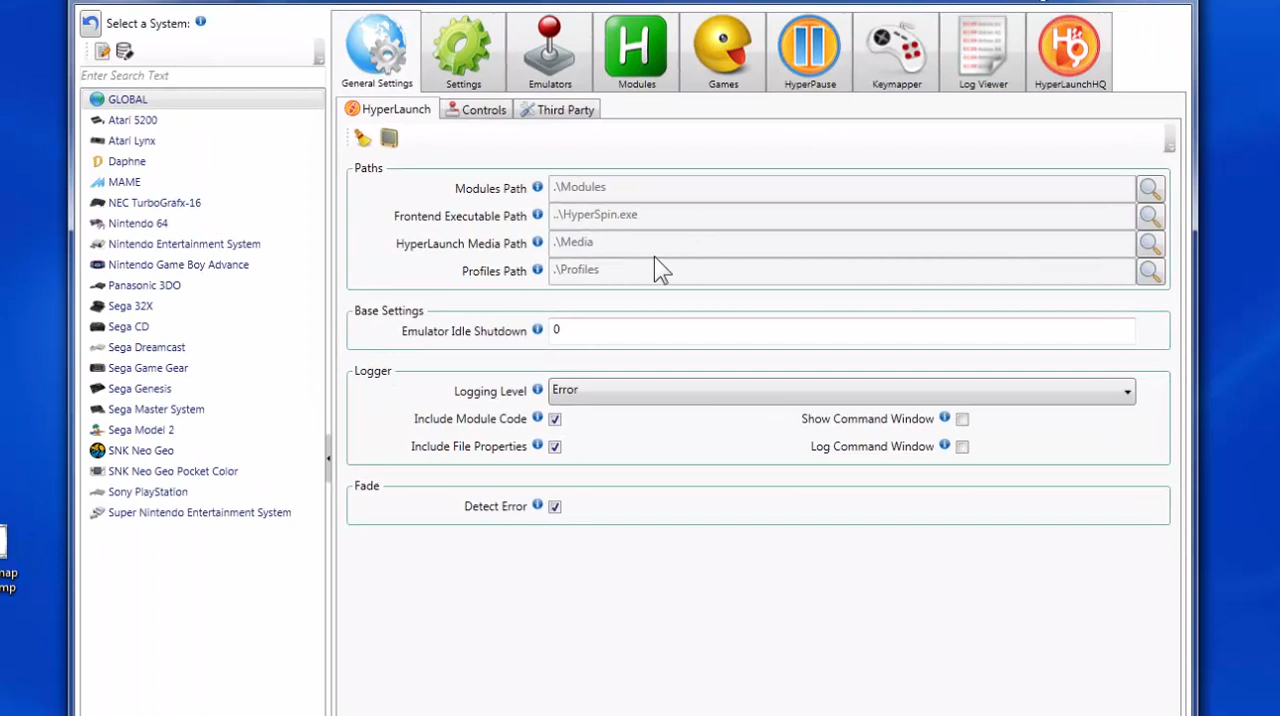 Select a System:
Enter Search Text
GLOBAL
Atari 5200
Atari Lynx
Daphne
MAME
NEC TurboGrafx-16
Nintendo 64
Nintendo Entertainment System
Nintendo Game Boy Advance
Panasonic 3DO
Sega 32X
Sega CD
Sega Dreamcast
Sega Game Gear
Sega Genesis
Sega Master System
Sega Model 2
SNK Neo Geo
SNK Neo Geo Pocket Color
Sony PlayStation
Super Nintendo Entertainment System
General Settings
Settings
Emulators
H
Modules
Games
HyperPause
Keymapper
Log Viewer
HyperLaunchHQ
HyperLaunch
Controls
Third Party
Paths
Modules Path .\Modules
Frontend Executable Path ..\HyperSpin.exe
HyperLaunch Media Path .\Media
Profiles Path .\Profiles
Base Settings
Emulator Idle Shutdown 0
Logger
Logging Level Error
Include Module Code Show Command Window
Include File Properties Log Command Window
Fade
Detect Error
nap
mp